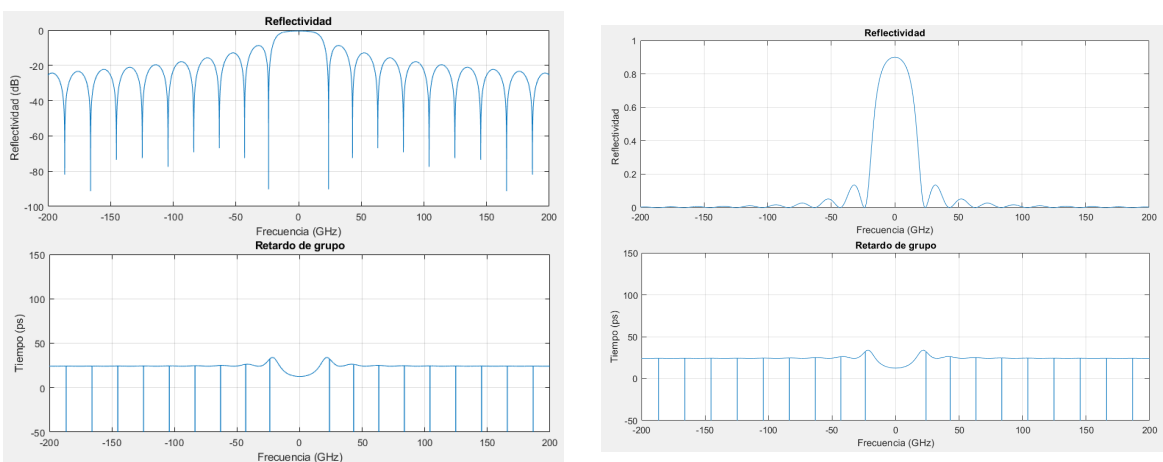 Reflectividad
0
-20
-40
-60
-80
-100
Reflectividad (dB)
-200 -150 -100 -50 0 50 100 150 200
Frecuencia (GHz)
Retardo de grupo
150
100
50
0
-50
Tiempo (ps)
-200 -150 -100 -50 0 50 100 150 200
Frecuencia (GHz)
Reflectividad
1
0.8
0.6
0.4
0.2
0
Reflectividad
-200 -150 -100 -50 0 50 100 150 200
Frecuencia (GHz)
Retardo de grupo
150
100
50
0
-50
Tiempo (ps)
-200 -150 -100 -50 0 50 100 150 200
Frecuencia (GHz)